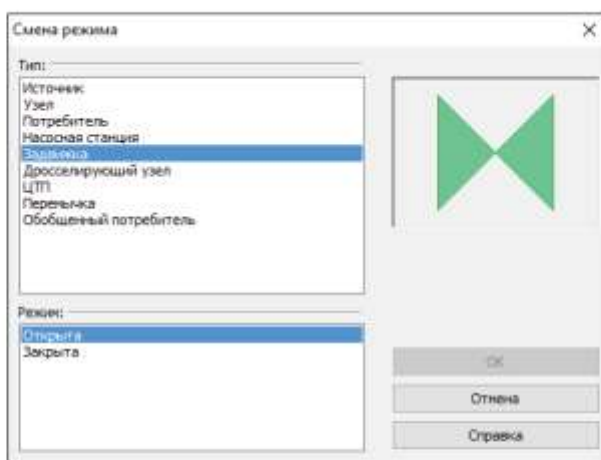 Смена режима
Тип:
Источник
Узел
Потребитель
Насосная станция
Задвижка
Дросселирующий узел
ЦТП
Перемычка
Обобщенный потребитель
Режим:
Открыта
Закрыта
ОК
Отмена
Справка